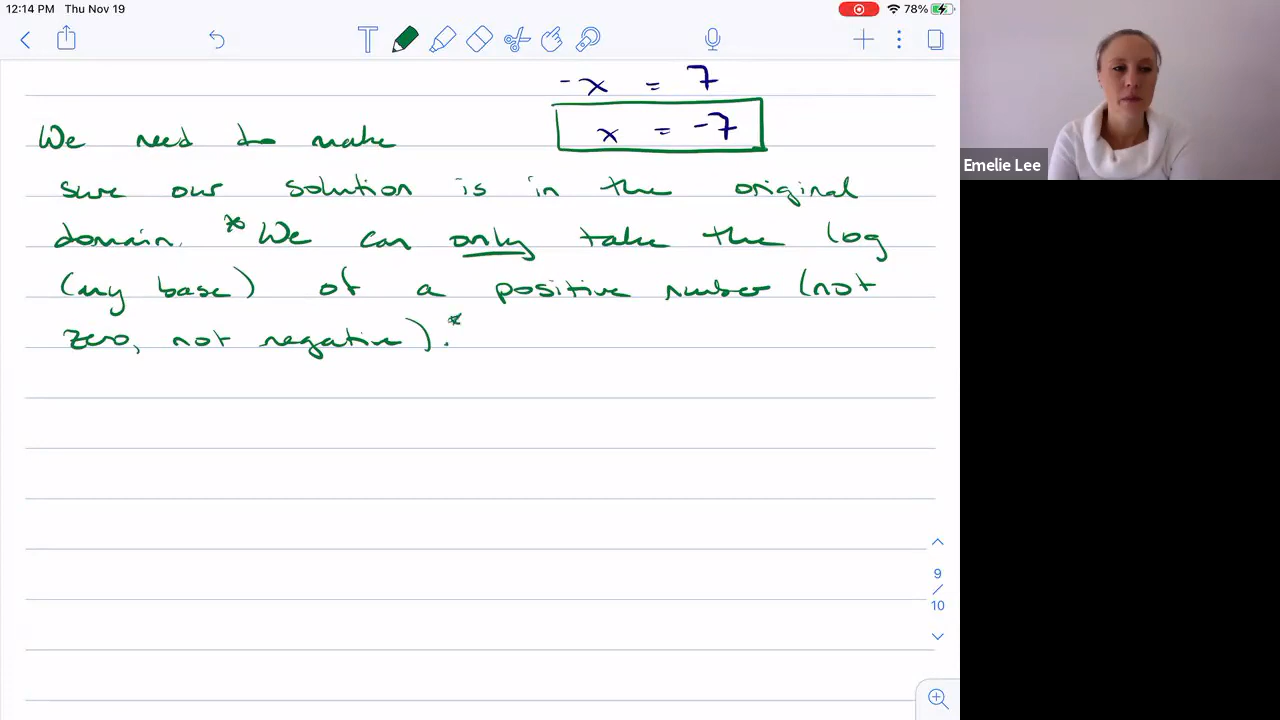 12:14 PM Thu Nov 19
78%
-x = 7
x = -7
We need to make
sure our solution is in the original
domain. *We can only take the log
(any base) of a positive number (not
zero, not negative).*
Emelie Lee
T
9
/
10